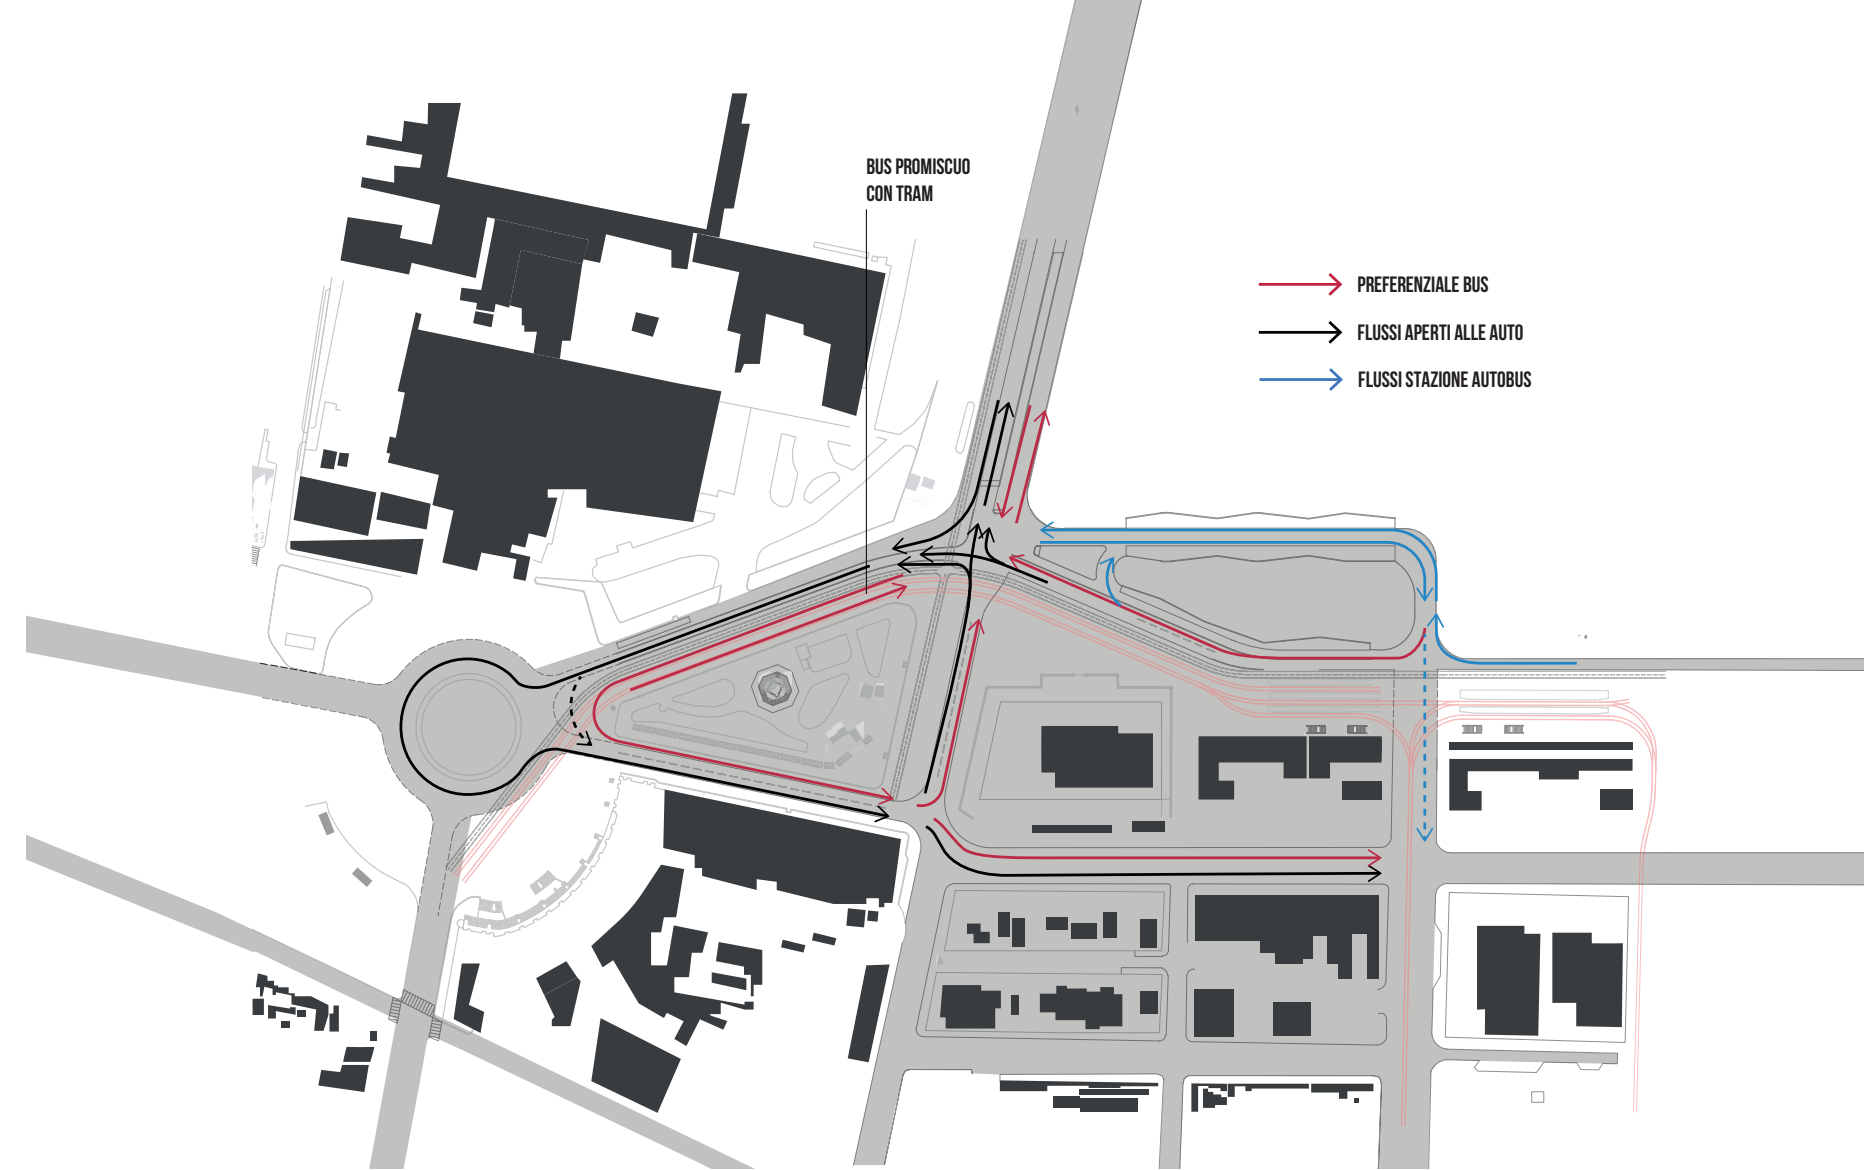 BUS PROMISCUO
CON TRAM
PREFERENZIALE BUS
FLUSSI APERTI ALLE AUTO
FLUSSI STAZIONE AUTOBUS